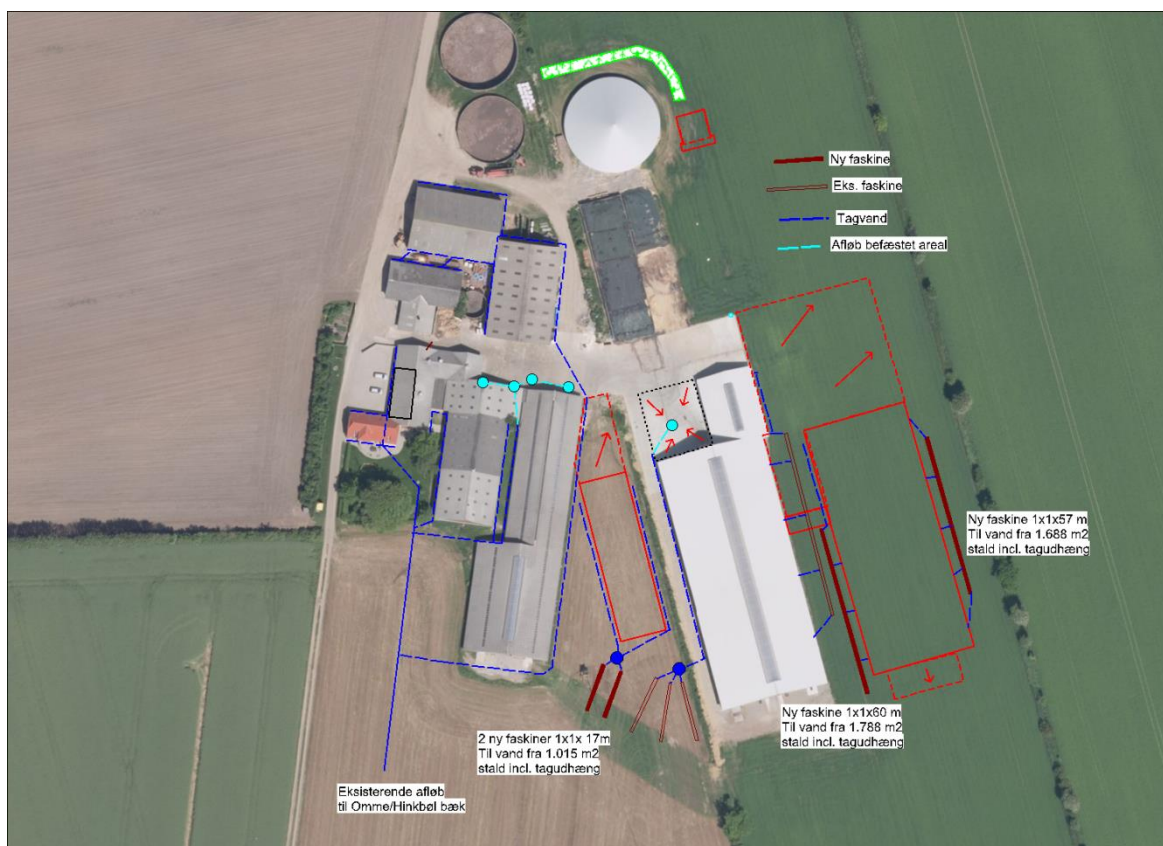 Ny faskine
Eks. faskine
Tagvand
Afløb befæstet areal
Ny faskine 1x1x57 m
Til vand fra 1.688 m2
stald incl. tagudhæng
Ny faskine 1x1x60 m
Til vand fra 1.788 m2
stald incl. tagudhæng
2 ny faskiner 1x1x 17m
Til vand fra 1.015 m2
stald incl. tagudhæng
Eksisterende afløb
til Omme/Hinkbøl bæk